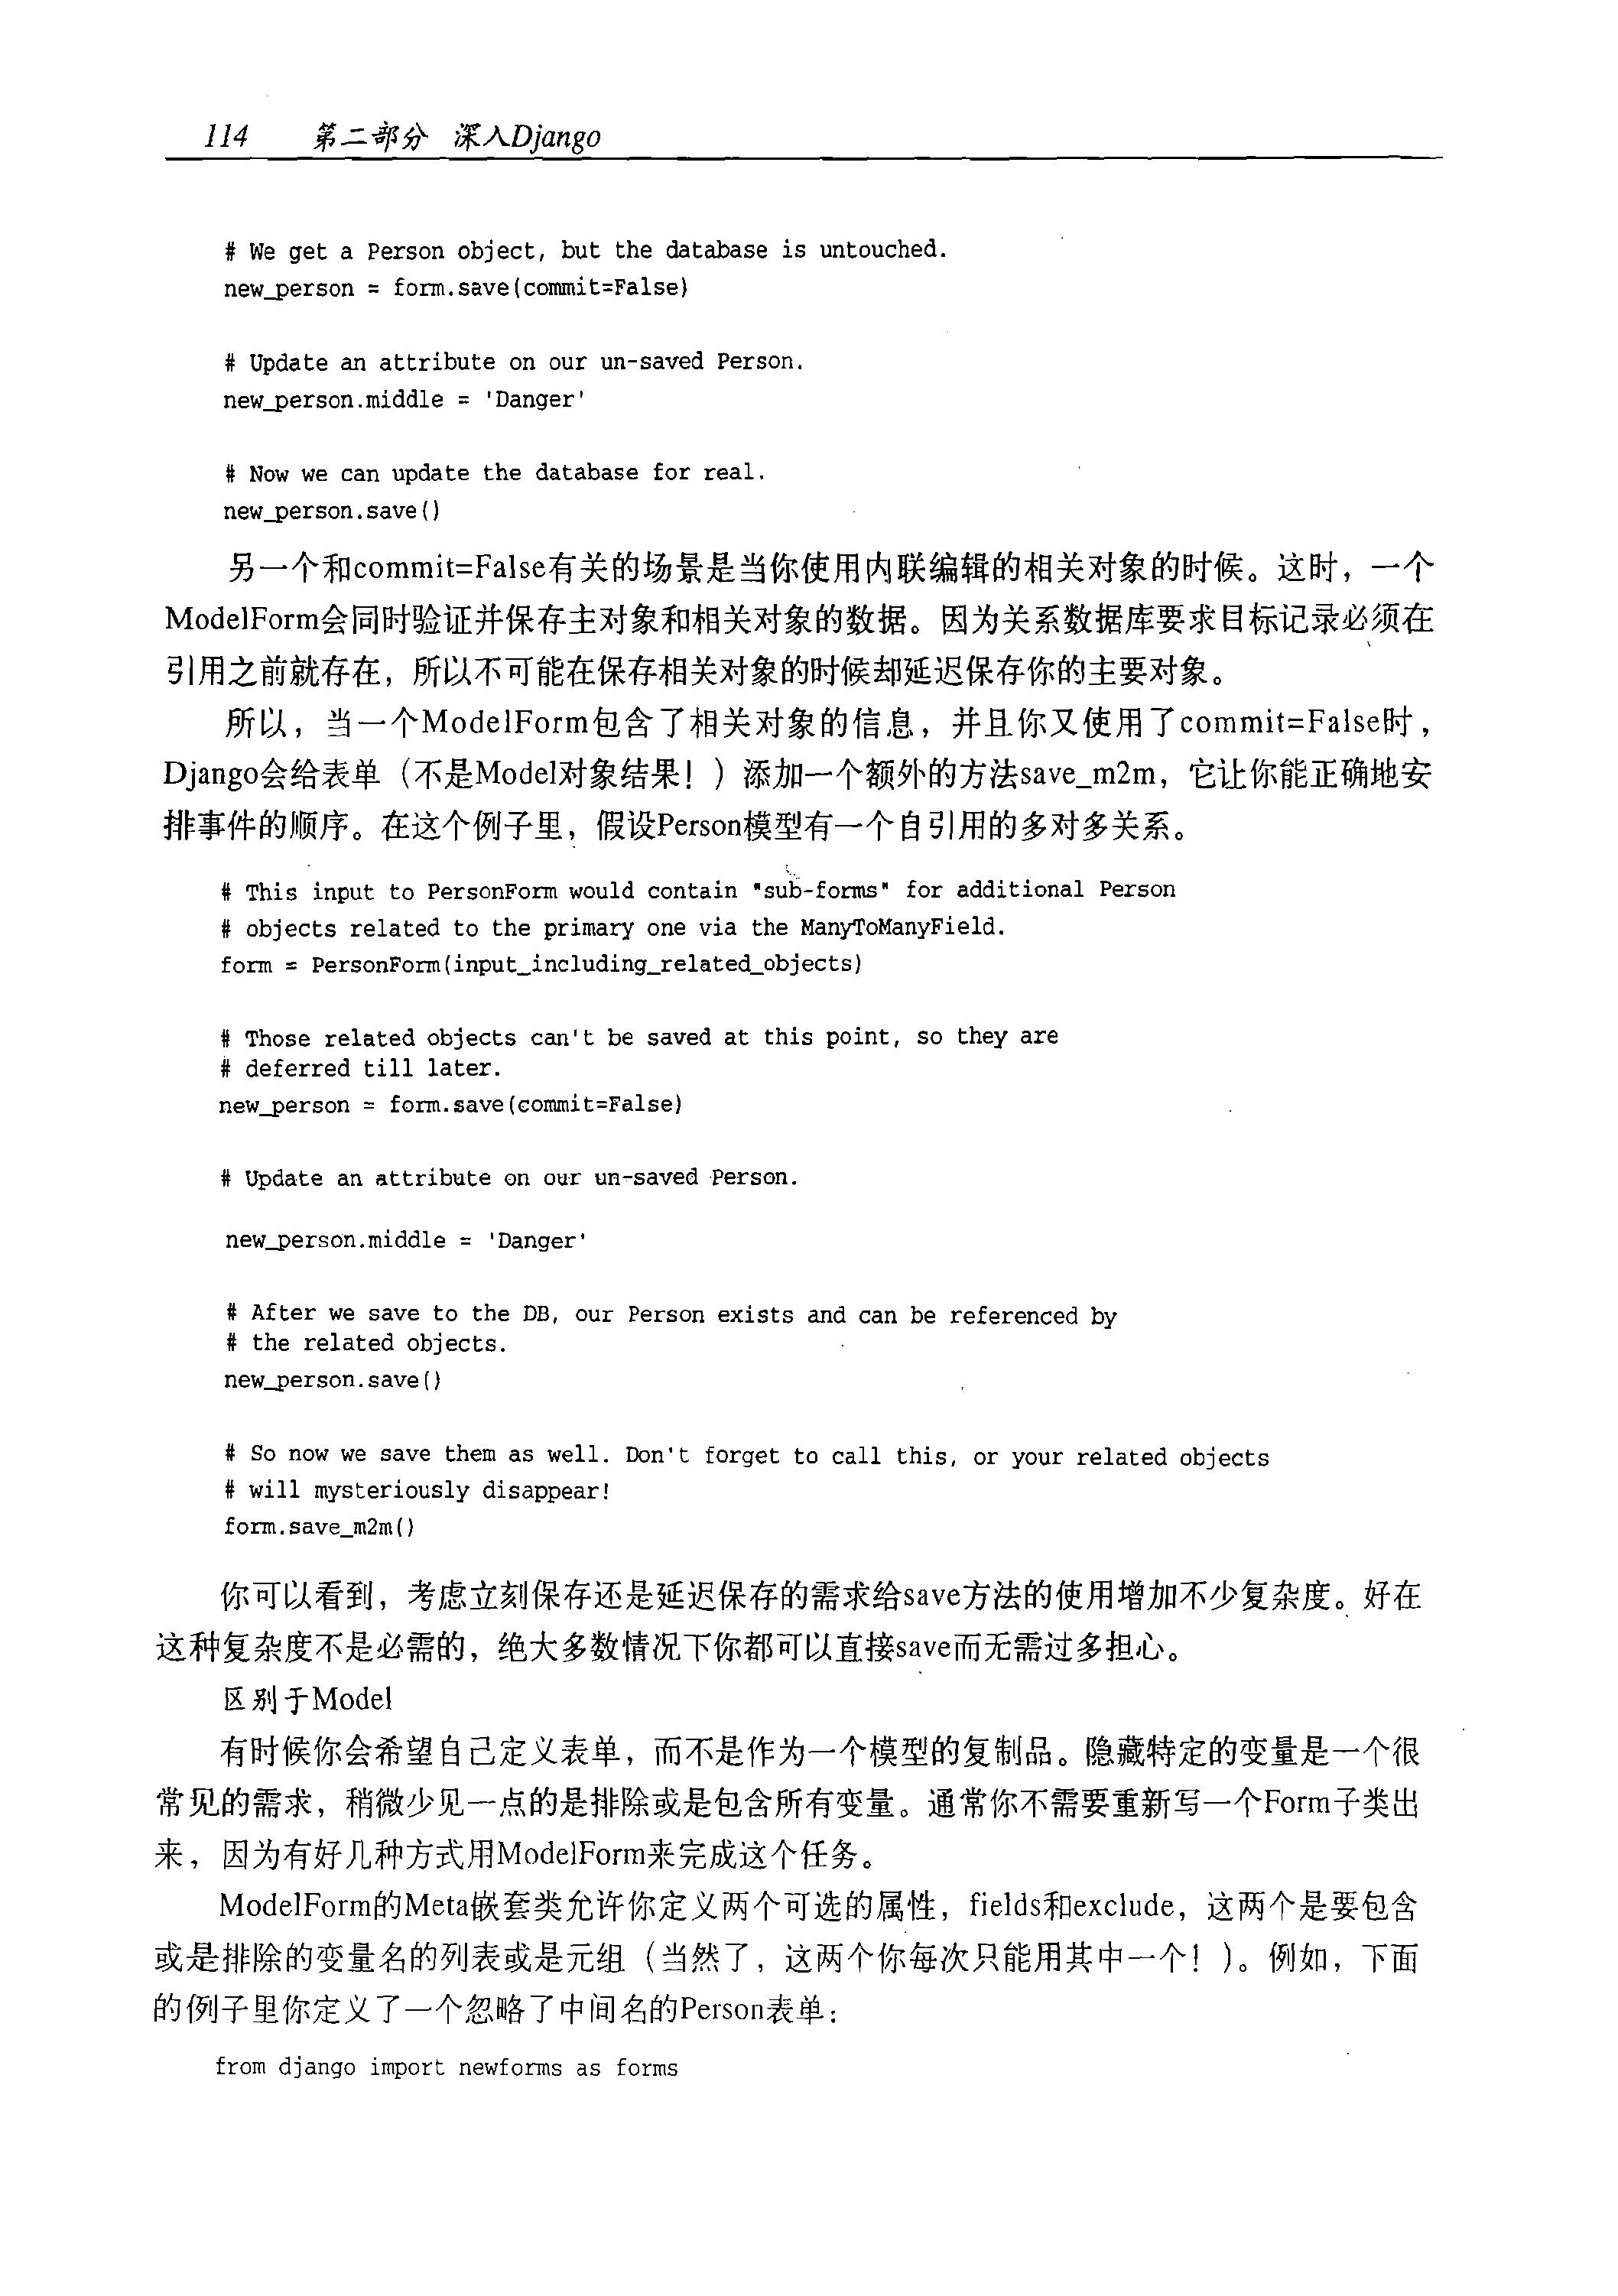 114 第二部分 深入Django
# We get a Person object, but the database is untouched.
new_person = form.save(commit=False)
# Update an attribute on our un-saved Person.
new_person.middle = 'Danger'
# Now we can update the database for real.
new_person.save()
另一个和commit=False有关的场景是当你使用内联编辑的相关对象的时候。这时，一个
ModelForm会同时验证并保存主对象和相关对象的数据。因为关系数据库要求目标记录必须在
引用之前就存在，所以不可能在保存相关对象的时候却延迟保存你的主要对象。
所以，当一个ModelForm包含了相关对象的信息，并且你又使用了commit=False时，
Django会给表单（不是Model对象结果！）添加一个额外的方法save_m2m，它让你能正确地安
排事件的顺序。在这个例子里，假设Person模型有一个自引用的多对多关系。
# This input to PersonForm would contain "sub-forms" for additional Person
# objects related to the primary one via the ManyToManyField.
form = PersonForm(input_including_related_objects)
# Those related objects can't be saved at this point, so they are
# deferred till later.
new_person = form.save(commit=False)
# Update an attribute on our un-saved Person.
new_person.middle = 'Danger'
# After we save to the DB, our Person exists and can be referenced by
# the related objects.
new_person.save()
# So now we save them as well. Don't forget to call this, or your related objects
# will mysteriously disappear!
form.save_m2m()
你可以看到，考虑立刻保存还是延迟保存的需求给save方法的使用增加不少复杂度。好在
这种复杂度不是必需的，绝大多数情况下你都可以直接save而无需过多担心。
区别于Model
有时候你会希望自己定义表单，而不是作为一个模型的复制品。隐藏特定的变量是一个很
常见的需求，稍微少见一点的是排除或是包含所有变量。通常你不需要重新写一个Form子类出
来，因为有好几种方式用ModelForm来完成这个任务。
ModelForm的Meta嵌套类允许你定义两个可选的属性，fields和exclude，这两个是要包含
或是排除的变量名的列表或是元组（当然了，这两个你每次只能用其中一个！）。例如，下面
的例子里你定义了一个忽略了中间名的Person表单：
from django import newforms as forms